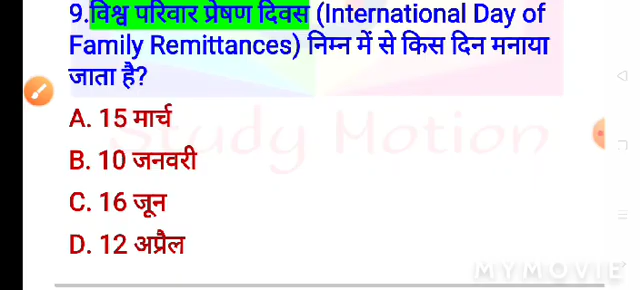 9.विश्व परिवार प्रेषण दिवस (International Day of
Family Remittances) निम्न में से किस दिन मनाया
जाता है?
A. 15 मार्च
B. 10 जनवरी
C. 16 जून
D. 12 अप्रैल
Study Motion
MYMOVIE